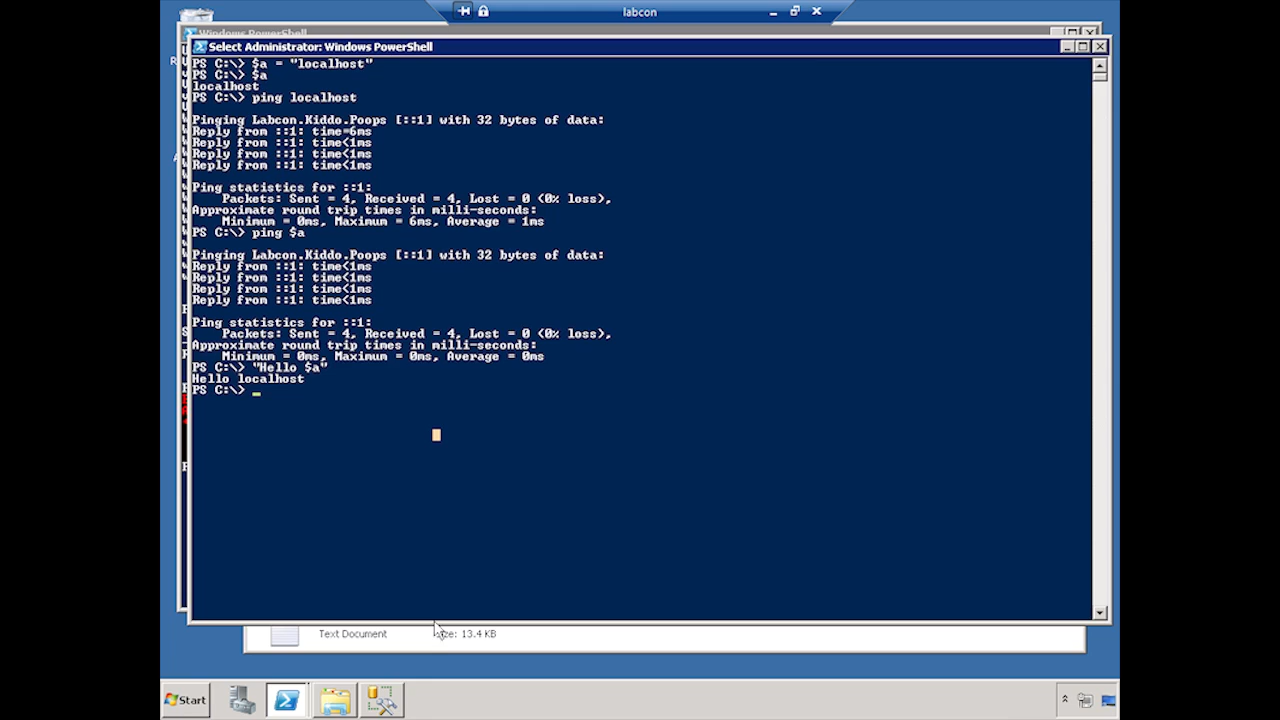 labcon
Windows PowerShell
Select Administrator: Windows PowerShell
PS C:\> $a = "localhost"
PS C:\> $a
localhost
PS C:\> ping localhost
Pinging Labcon.Kiddo.Poops [::1] with 32 bytes of data:
Reply from ::1: time=6ms
Reply from ::1: time<1ms
Reply from ::1: time<1ms
Reply from ::1: time<1ms
Ping statistics for ::1:
Packets: Sent = 4, Received = 4, Lost = 0 (0% loss),
Approximate round trip times in milli-seconds:
Minimum = 0ms, Maximum = 6ms, Average = 1ms
PS C:\> ping $a
Pinging Labcon.Kiddo.Poops [::1] with 32 bytes of data:
Reply from ::1: time<1ms
Reply from ::1: time<1ms
Reply from ::1: time<1ms
Reply from ::1: time<1ms
Ping statistics for ::1:
Packets: Sent = 4, Received = 4, Lost = 0 (0% loss),
Approximate round trip times in milli-seconds:
Minimum = 0ms, Maximum = 0ms, Average = 0ms
PS C:\> "Hello $a"
Hello localhost
PS C:\>
Text Document 13.4 KB
Start